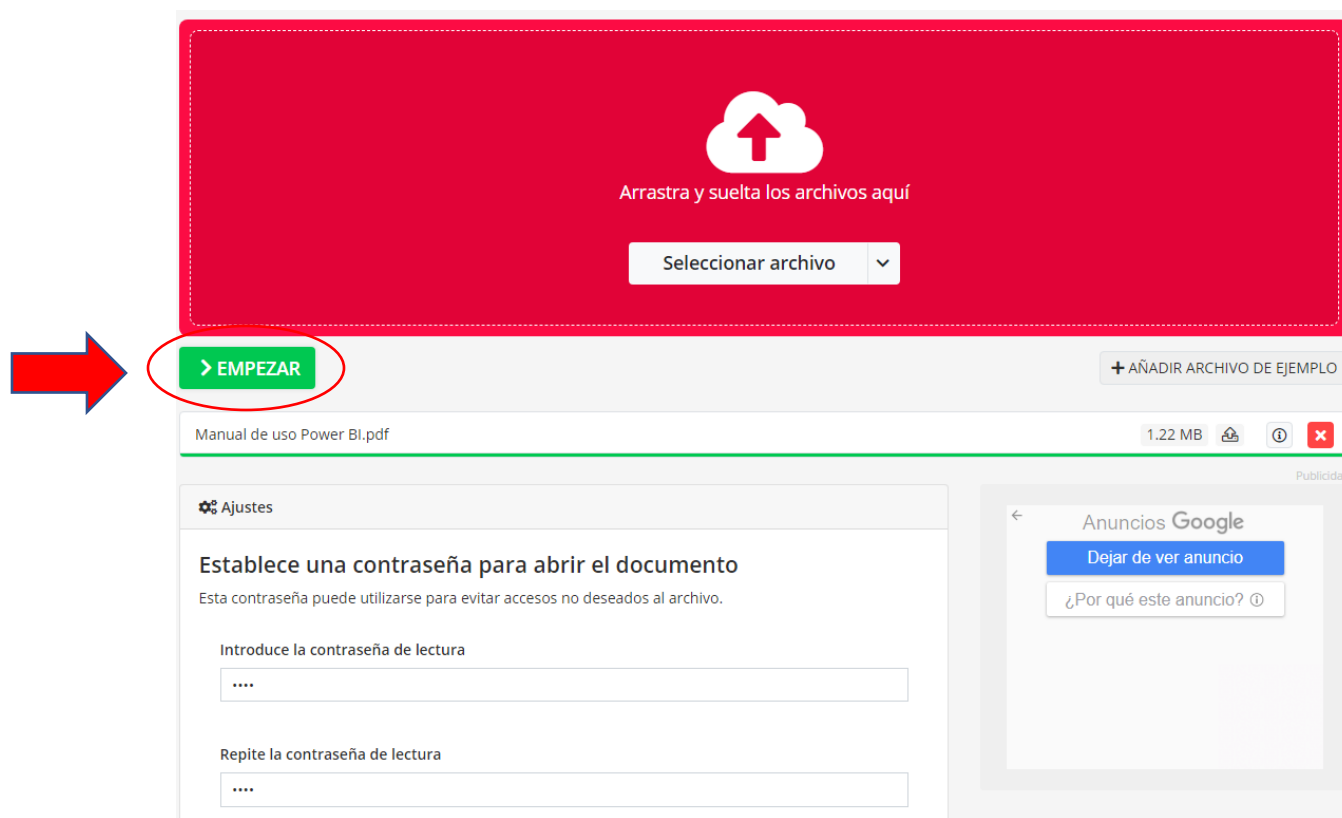 Arrastra y suelta los archivos aquí
Seleccionar archivo
EMPEZAR
+ AÑADIR ARCHIVO DE EJEMPLO
Manual de uso Power BI.pdf 1.22 MB
Publicida
Ajustes
Anuncios Google
Dejar de ver anuncio
Establece una contraseña para abrir el documento
Esta contraseña puede utilizarse para evitar accesos no deseados al archivo.
¿Por qué este anuncio?
Introduce la contraseña de lectura
••••
Repite la contraseña de lectura
••••